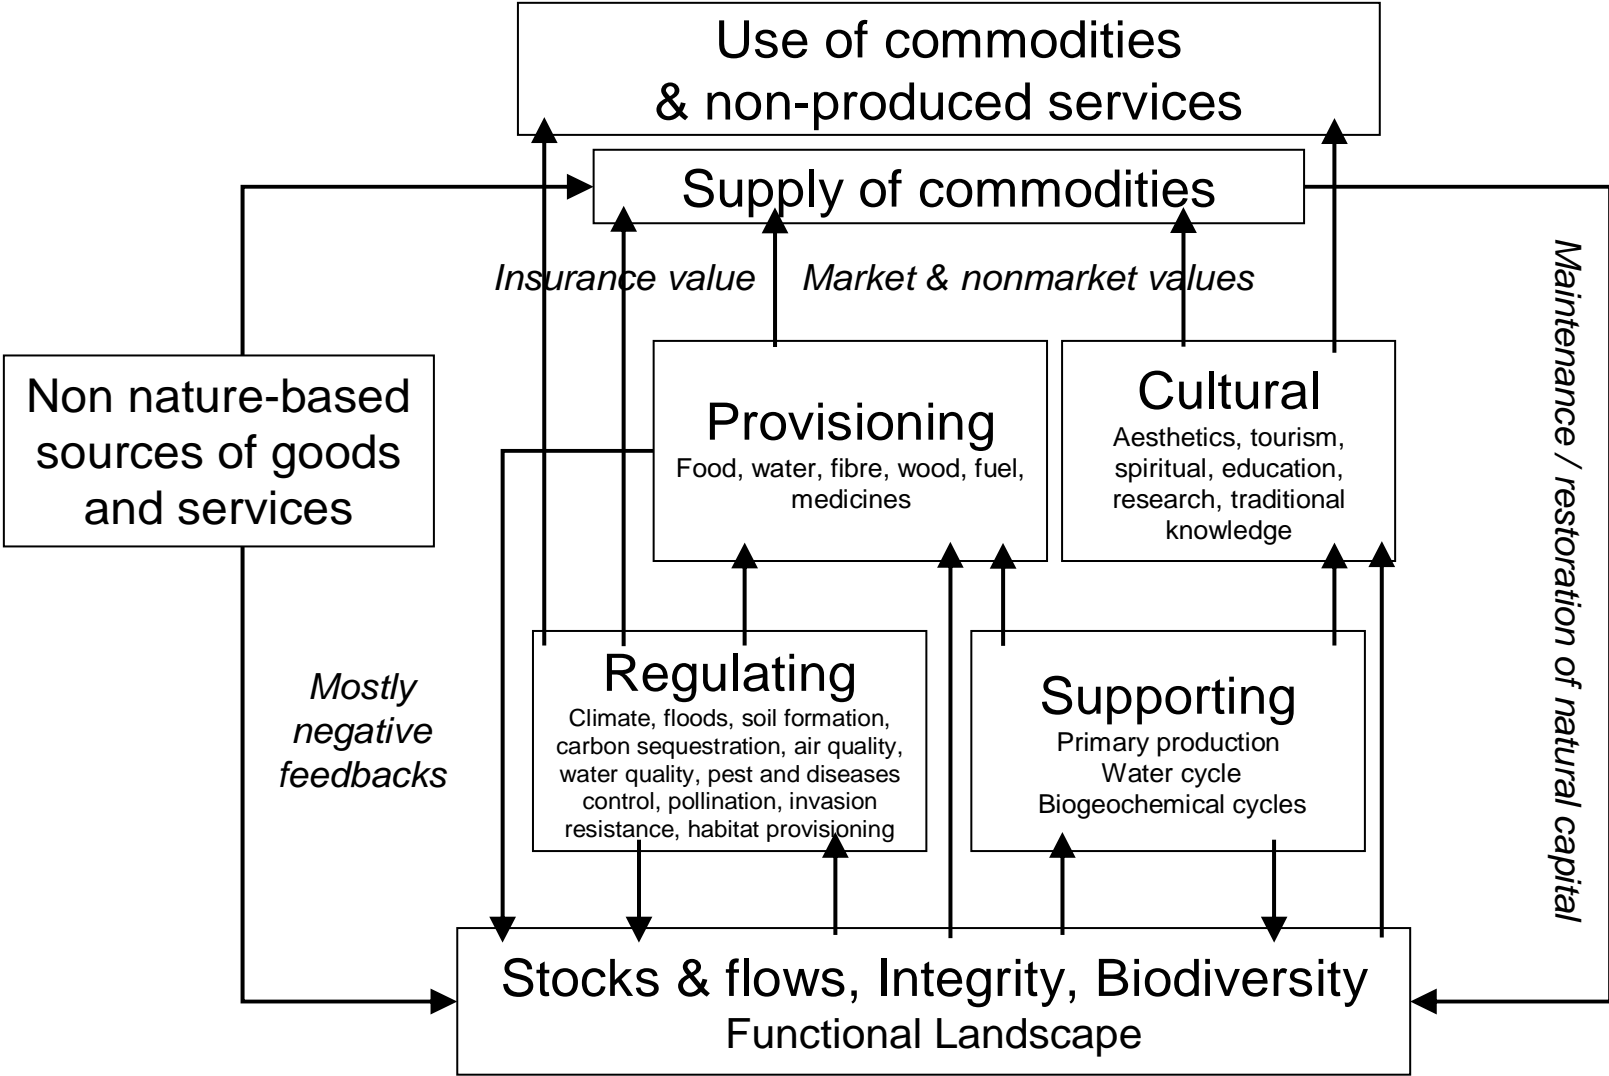 Use of commodities
& non-produced services
Supply of commodities
Insurance value
Market & nonmarket values
Non nature-based
sources of goods
and services
Provisioning
Food, water, fibre, wood, fuel,
medicines
Cultural
Aesthetics, tourism,
spiritual, education,
research, traditional
knowledge
Maintenance / restoration of natural capital
Mostly
negative
feedbacks
Regulating
Climate, floods, soil formation,
carbon sequestration, air quality,
water quality, pest and diseases
control, pollination, invasion
resistance, habitat provisioning
Supporting
Primary production
Water cycle
Biogeochemical cycles
Stocks & flows, Integrity, Biodiversity
Functional Landscape